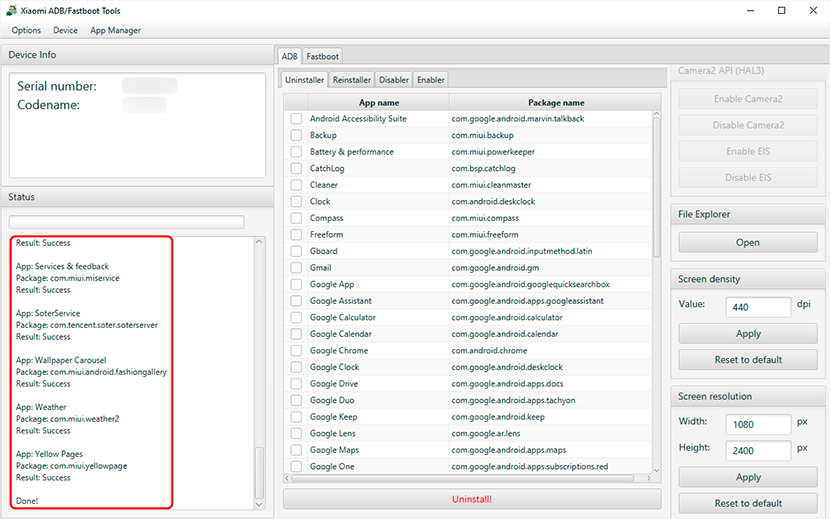 Xiaomi ADB/Fastboot Tools
Options Device App Manager
Device Info
Serial number:
Codename:
Status
Result: Success
App: Services & feedback
Package: com.miui.miservice
Result: Success
App: SoterService
Package: com.tencent.soter.soterserver
Result: Success
App: Wallpaper Carousel
Package: com.miui.android.fashiongallery
Result: Success
App: Weather
Package: com.miui.weather2
Result: Success
App: Yellow Pages
Package: com.miui.yellowpage
Result: Success
Done!
ADB Fastboot
Uninstaller Reinstaller Disabler Enabler
App name Package name
Android Accessibility Suite com.google.android.marvin.talkback
Backup com.miui.backup
Battery & performance com.miui.powerkeeper
CatchLog com.bsp.catchlog
Cleaner com.miui.cleanmaster
Clock com.android.deskclock
Compass com.miui.compass
Freeform com.miui.freeform
Gboard com.google.android.inputmethod.latin
Gmail com.google.android.gm
Google App com.google.android.googlequicksearchbox
Google Assistant com.google.android.apps.googleassistant
Google Calculator com.google.android.calculator
Google Calendar com.google.android.calendar
Google Chrome com.android.chrome
Google Clock com.google.android.deskclock
Google Drive com.google.android.apps.docs
Google Duo com.google.android.apps.tachyon
Google Keep com.google.android.keep
Google Lens com.google.ar.lens
Google Maps com.google.android.apps.maps
Google One com.google.android.apps.subscriptions.red
Uninstall!
Camera2 API (HAL3)
Enable Camera2
Disable Camera2
Enable EIS
Disable EIS
File Explorer
Open
Screen density
Value: 440 dpi
Apply
Reset to default
Screen resolution
Width: 1080 px
Height: 2400 px
Apply
Reset to default